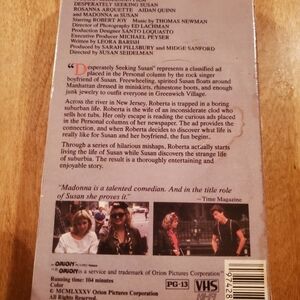 DESPERATELY SEEKING SUSAN
ROSANNA ARQUETTE AIDAN QUINN
and MADONNA as SUSAN
Starring ROBERT JOY Music by THOMAS NEWMAN
Director of Photography ED LACHMAN
Production Designer SANTO LOQUASTO
Executive Producer MICHAEL PEYSER
Written by LEORA BARISH
Produced by SARAH PILLSBURY and MIDGE SANFORD
Directed by SUSAN SEIDELMAN
"Desperately Seeking Susan" represents a classified ad
placed in the Personal column by the rock singer
boyfriend of Susan. Freewheeling, spirited Susan floats around
Manhattan dressed in miniskirts, rhinestone boots, and enough
junk jewelry to outfit everyone in Greenwich Village.
Across the river in New Jersey, Roberta is trapped in a boring
suburban life. Roberta is the wife of an inconsiderate clod who
sells hot tubs. Her only escape is reading the curious ads placed
in the Personal columns of her newspaper. The ad provides the
connection, and when Roberta decides to discover what life is
really like for Susan and her boyfriend, the fun begins.
Through a series of hilarious mishaps, Roberta actually starts
living the life of Susan while Susan discovers the strange life
of suburbia. The result is a thoroughly entertaining and
enjoyable story.
"Madonna is a talented comedian. And in the title role
of Susan she proves it."
—Time Magazine
An ORION Release
ORION is a service and trademark of Orion Pictures Corporation
Running time: 104 minutes
Color
© MCMLXXXV Orion Pictures Corporation
All Rights Reserved.
PG-13
VHS